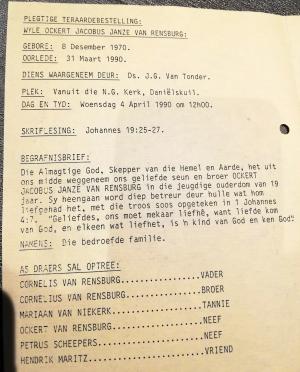 PLEGTIGE TERAARDEBESTELLING:
WYLE OCKERT JACOBUS JANZE VAN RENSBURG:
GEBORE: 8 Desember 1970.
OORLEDE: 31 Maart 1990.
DIENS WAARGENEEM DEUR: Ds. J.G. Van Tonder.
PLEK: Vanuit die N.G. Kerk, Daniëlskuil.
DAG EN TYD: Woensdag 4 April 1990 om 12h00.
SKRIFLESING: Johannes 19:25-27.
BEGRAFNISBRIEF:
Die Almagtige God, Skepper van die Hemel en Aarde, het uit
ons midde weggeneem ons geliefde seun en broer OCKERT
JACOBUS JANZE VAN RENSBURG in die jeugdige ouderdom van 19
jaar. Sy heengaan word diep betreur deur hulle wat hom
liefgehad het, met die troos soos opgeteken in 1 Johannes
4:7. "Geliefdes, ons moet mekaar liefhê, want liefde kom
van God, en elkeen wat liefhet, is 'n kind van God en ken God"
NAMENS: Die bedroefde familie.
AS DRAERS SAL OPTREE:
CORNELIS VAN RENSBURG...............VADER
CORNELIUS VAN RENSBURG..............BROER
MARIAAN VAN NIEKERK.................TANNIE
OCKERT VAN RENSBURG.................NEEF
PETRUS SCHEEPERS....................NEEF
HENDRIK MARITZ......................VRIEND